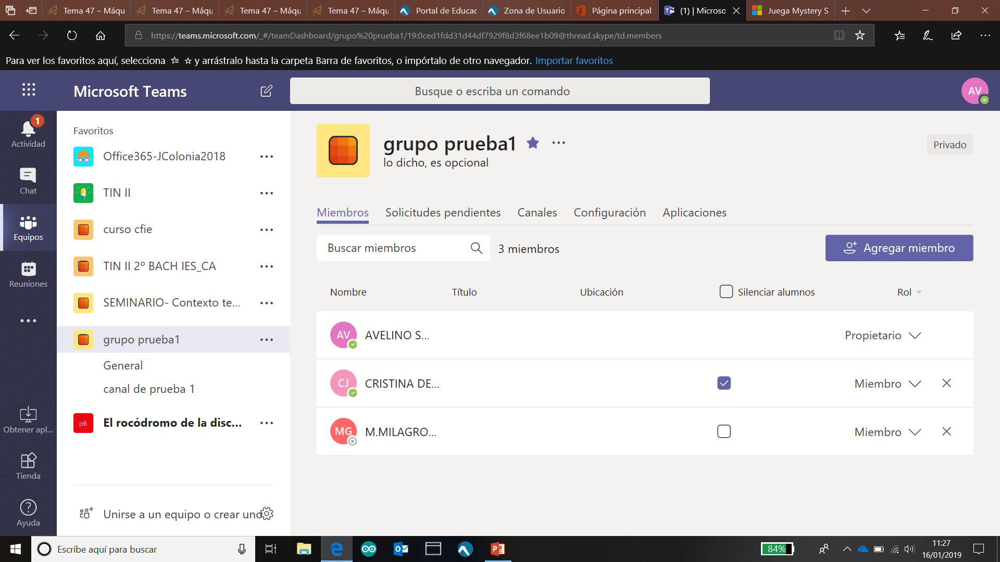 Tema 47 – Máqu
Tema 47 – Máqu
Tema 47 – Máqu
Tema 47 – Máqu
Portal de Educac
Zona de Usuario
Página principal
(1) | Microso
Juega Mystery S
https://teams.microsoft.com/_#/teamDashboard/grupo%20prueba1/19:0ced1fdd31d44df7929f8d3f68ee1b09@thread.skype/td.members
Para ver los favoritos aquí, selecciona y arrástralo hasta la carpeta Barra de favoritos, o impórtalo de otro navegador. Importar favoritos
Microsoft Teams
Busque o escriba un comando
AV
1
Actividad
Chat
Equipos
Reuniones
Obtener apl...
Tienda
Ayuda
Favoritos
Office365-JColonia2018
TIN II
curso cfie
TIN II 2º BACH IES_CA
SEMINARIO- Contexto te...
grupo prueba1
General
canal de prueba 1
pB El rocódromo de la disc...
Unirse a un equipo o crear uno
grupo prueba1
lo dicho, es opcional
Privado
Miembros Solicitudes pendientes Canales Configuración Aplicaciones
Buscar miembros
3 miembros
Agregar miembro
Nombre Título Ubicación Silenciar alumnos Rol
AV AVELINO S... Propietario
CJ CRISTINA DE... Miembro
MG M.MILAGRO... Miembro
Escribe aquí para buscar
84%
11:27
16/01/2019